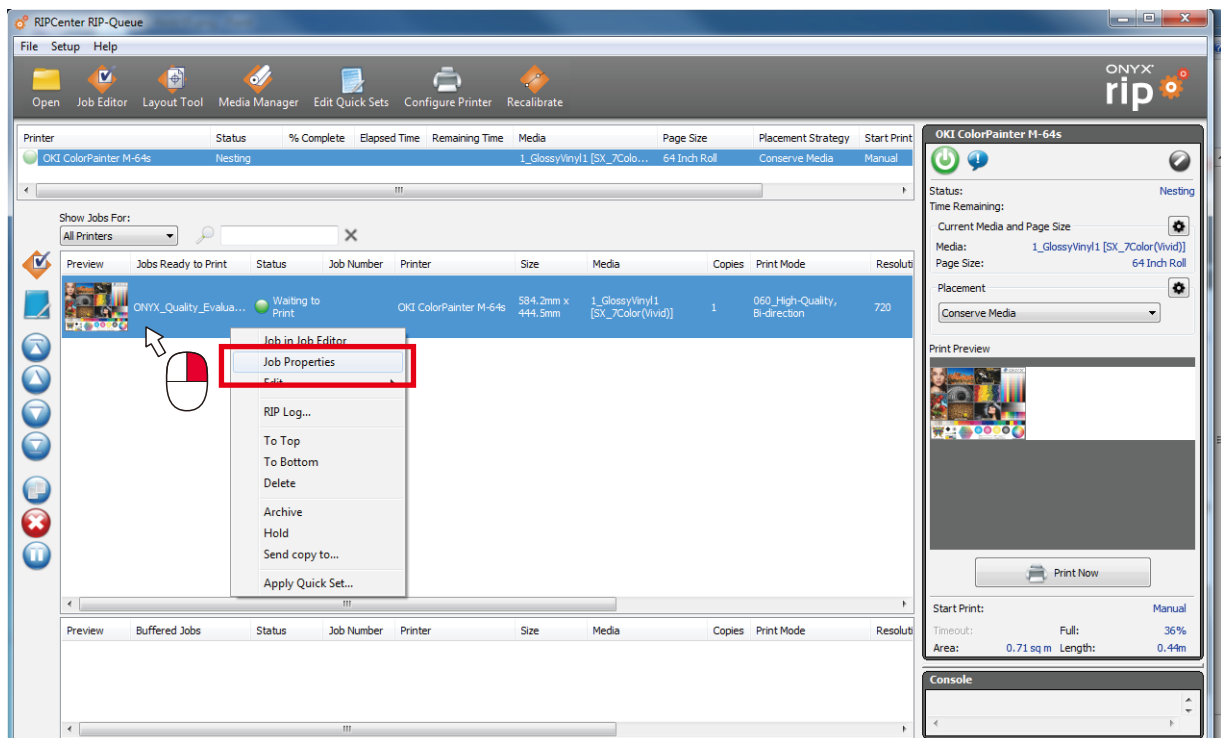 RIPCenter RIP-Queue
File Setup Help
Open Job Editor Layout Tool Media Manager Edit Quick Sets Configure Printer Recalibrate
ONYX
rip
Printer Status % Complete Elapsed Time Remaining Time Media Page Size Placement Strategy Start Print
OKI ColorPainter M-64s Nesting 1_GlossyVinyl1 [SX_7Colo... 64 Inch Roll Conserve Media Manual
Show Jobs For:
All Printers
Preview Jobs Ready to Print Status Job Number Printer Size Media Copies Print Mode Resoluti
ONYX_Quality_Evalua... Waiting to Print OKI ColorPainter M-64s 584.2mm x 444.5mm 1_GlossyVinyl1 [SX_7Color(Vivid)] 1 060_High-Quality, Bi-direction 720
Job in Job Editor
Job Properties
Edit
RIP Log...
To Top
To Bottom
Delete
Archive
Hold
Send copy to...
Apply Quick Set...
Preview Buffered Jobs Status Job Number Printer Size Media Copies Print Mode Resoluti
OKI ColorPainter M-64s
Status: Nesting
Time Remaining:
Current Media and Page Size
Media: 1_GlossyVinyl1 [SX_7Color(Vivid)]
Page Size: 64 Inch Roll
Placement
Conserve Media
Print Preview
Print Now
Start Print: Manual
Timeout: Full: 36%
Area: 0.71 sq m Length: 0.44m
Console